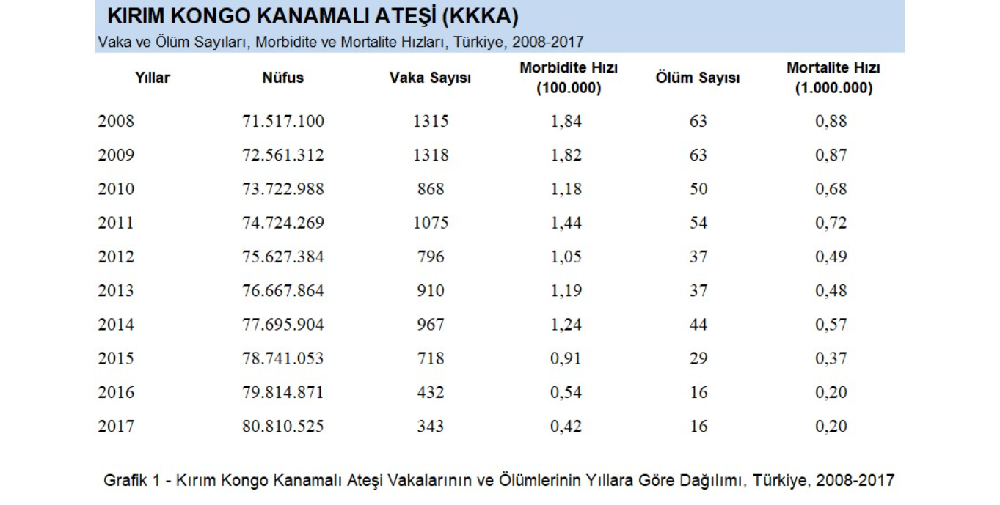 KIRIM KONGO KANAMALI ATEŞİ (KKKA)
Vaka ve Ölüm Sayıları, Morbidite ve Mortalite Hızları, Türkiye, 2008-2017
Yıllar Nüfus Vaka Sayısı Morbidite Hızı (100.000) Ölüm Sayısı Mortalite Hızı (1.000.000)
2008 71.517.100 1315 1,84 63 0,88
2009 72.561.312 1318 1,82 63 0,87
2010 73.722.988 868 1,18 50 0,68
2011 74.724.269 1075 1,44 54 0,72
2012 75.627.384 796 1,05 37 0,49
2013 76.667.864 910 1,19 37 0,48
2014 77.695.904 967 1,24 44 0,57
2015 78.741.053 718 0,91 29 0,37
2016 79.814.871 432 0,54 16 0,20
2017 80.810.525 343 0,42 16 0,20
Grafik 1 - Kırım Kongo Kanamalı Ateşi Vakalarının ve Ölümlerinin Yıllara Göre Dağılımı, Türkiye, 2008-2017